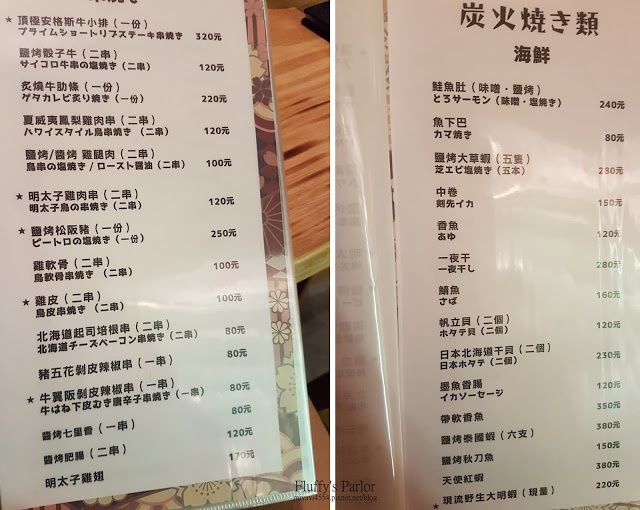 ★ 頂極安格斯牛小排（一份）
プライムショートリブステーキ串焼き 320元
鹽烤骰子牛（二串）
サイコロ牛串の塩焼き（二串） 120元
炙燒牛肋條（一份）
ゲタカレビ炙り焼き（一份） 220元
夏威夷鳳梨雞肉串（二串）
ハワイスタイル鳥串焼き（二串） 120元
鹽烤/醬烤 雞腿肉（二串）
鳥串の塩焼き/ロースト醤油（二串） 100元
★ 明太子雞肉串（二串）
明太子鳥の串焼き（二串） 120元
★ 鹽烤松阪豬（一份）
ピートロの塩焼き（一份） 250元
雞軟骨（二串）
鳥軟骨串焼き（二串） 100元
★ 雞皮（二串）
鳥皮串焼き（二串） 100元
北海道起司培根串（二串）
北海道チーズベーコン串焼き（二串） 80元
豬五花剝皮辣椒串（一串） 80元
★ 牛翼阪剝皮辣椒串（一串）
牛はね下皮むき唐辛子串焼き（一串） 80元
80元
醬烤七里香（一串） 120元
醬烤肥腸（二串） 170元
明太子雞翅
炭火燒き類
海鮮
鮭魚肚（味噌・鹽烤）
とろサーモン（味噌・塩焼き） 240元
魚下巴
カマ焼き 80元
鹽烤大草蝦（五隻）
芝エビ塩焼き（五本） 280元
中卷
剣先イカ 150元
香魚
あゆ 120元
一夜干
一夜干し 280元
鯖魚
さば 160元
帆立貝（二個）
ホタテ貝（二個） 120元
日本北海道干貝（二個）
日本ホタテ（二個） 230元
墨魚香腸
イカソーセージ 120元
350元
帶軟香魚
380元
鹽烤泰國蝦（六支）
150元
鹽烤秋刀魚
380元
天使紅蝦
220元
★ 現流野生大明蝦（現量）
Fluffy's Parlor